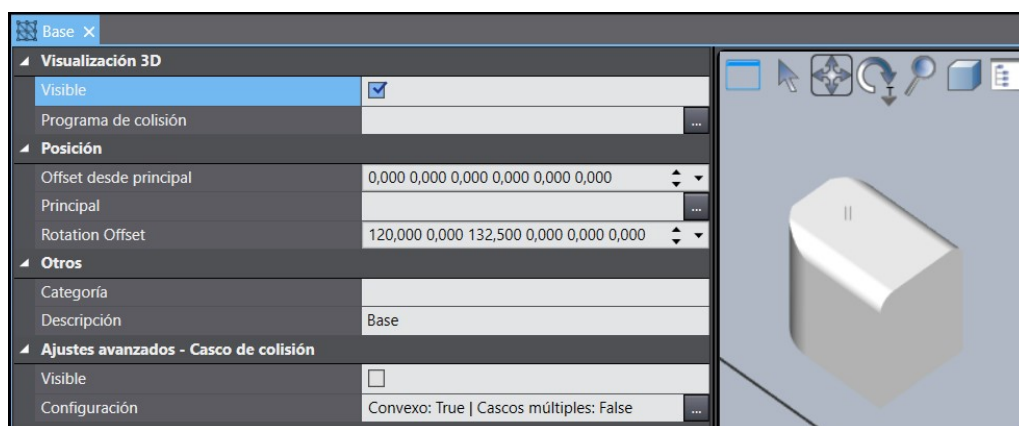 Base
Visualización 3D
Visible
Programa de colisión
...
Posición
Offset desde principal 0,000 0,000 0,000 0,000 0,000 0,000
Principal
...
Rotation Offset 120,000 0,000 132,500 0,000 0,000 0,000
Otros
Categoría
Descripción Base
Ajustes avanzados - Casco de colisión
Visible
Configuración Convexo: True | Cascos múltiples: False ...
T